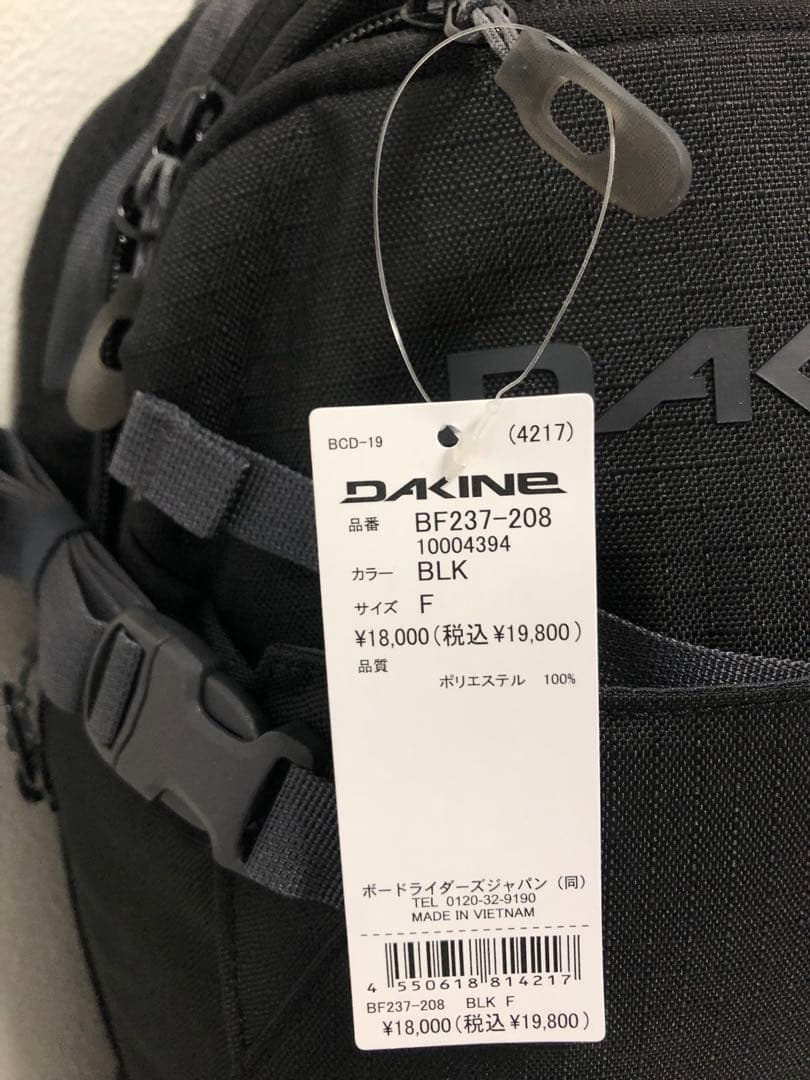 DAK
BCD-19 (4217)
DAKINE
品番 BF237-208
10004394
カラー BLK
サイズ F
¥18,000(税込¥19,800)
品質
ポリエステル 100%
ボードライダーズジャパン(同)
TEL 0120-32-9190
MADE IN VIETNAM
4 550618 814217
BF237-208 BLK F
¥18,000(税込¥19,800)